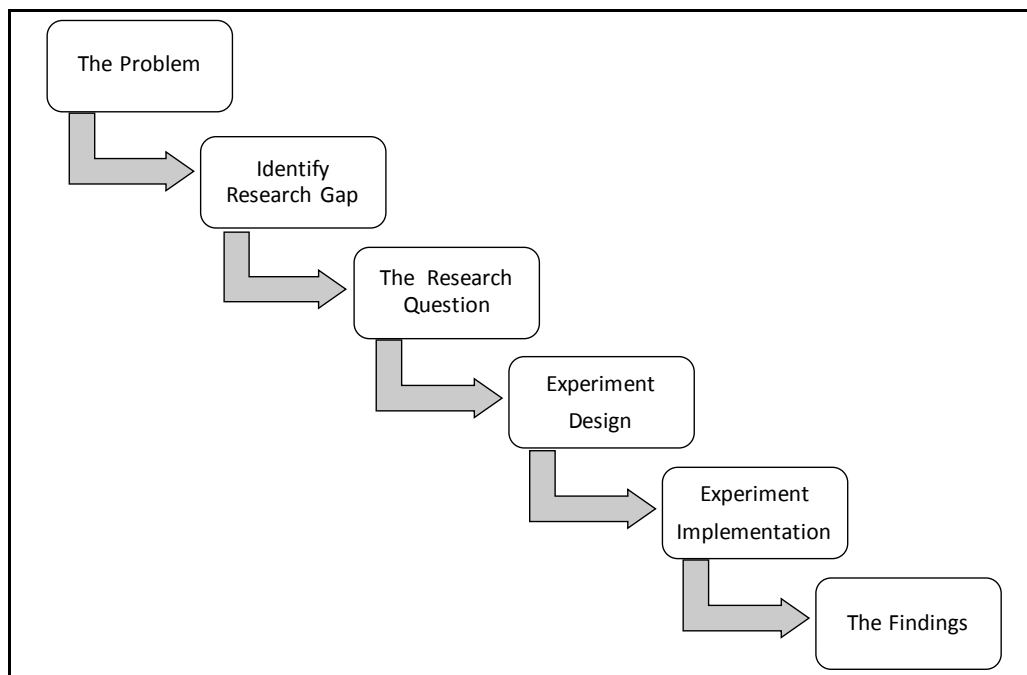 The Problem
Identify
Research Gap
The Research
Question
Experiment
Design
Experiment
Implementation
The Findings